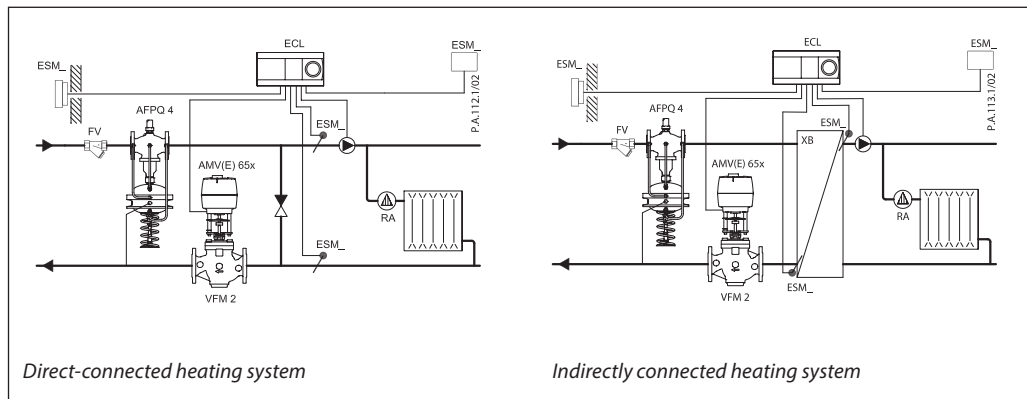 ECL
ESM_
ESM_
AFPQ 4
FV
ESM_
AMV(E) 65x
RA
ESM_
VFM 2
P.A.112.1/02
Direct-connected heating system
ECL
ESM_
ESM_
AFPQ 4
FV
ESM_
XB
AMV(E) 65x
RA
ESM_
VFM 2
P.A.113.1/02
Indirectly connected heating system